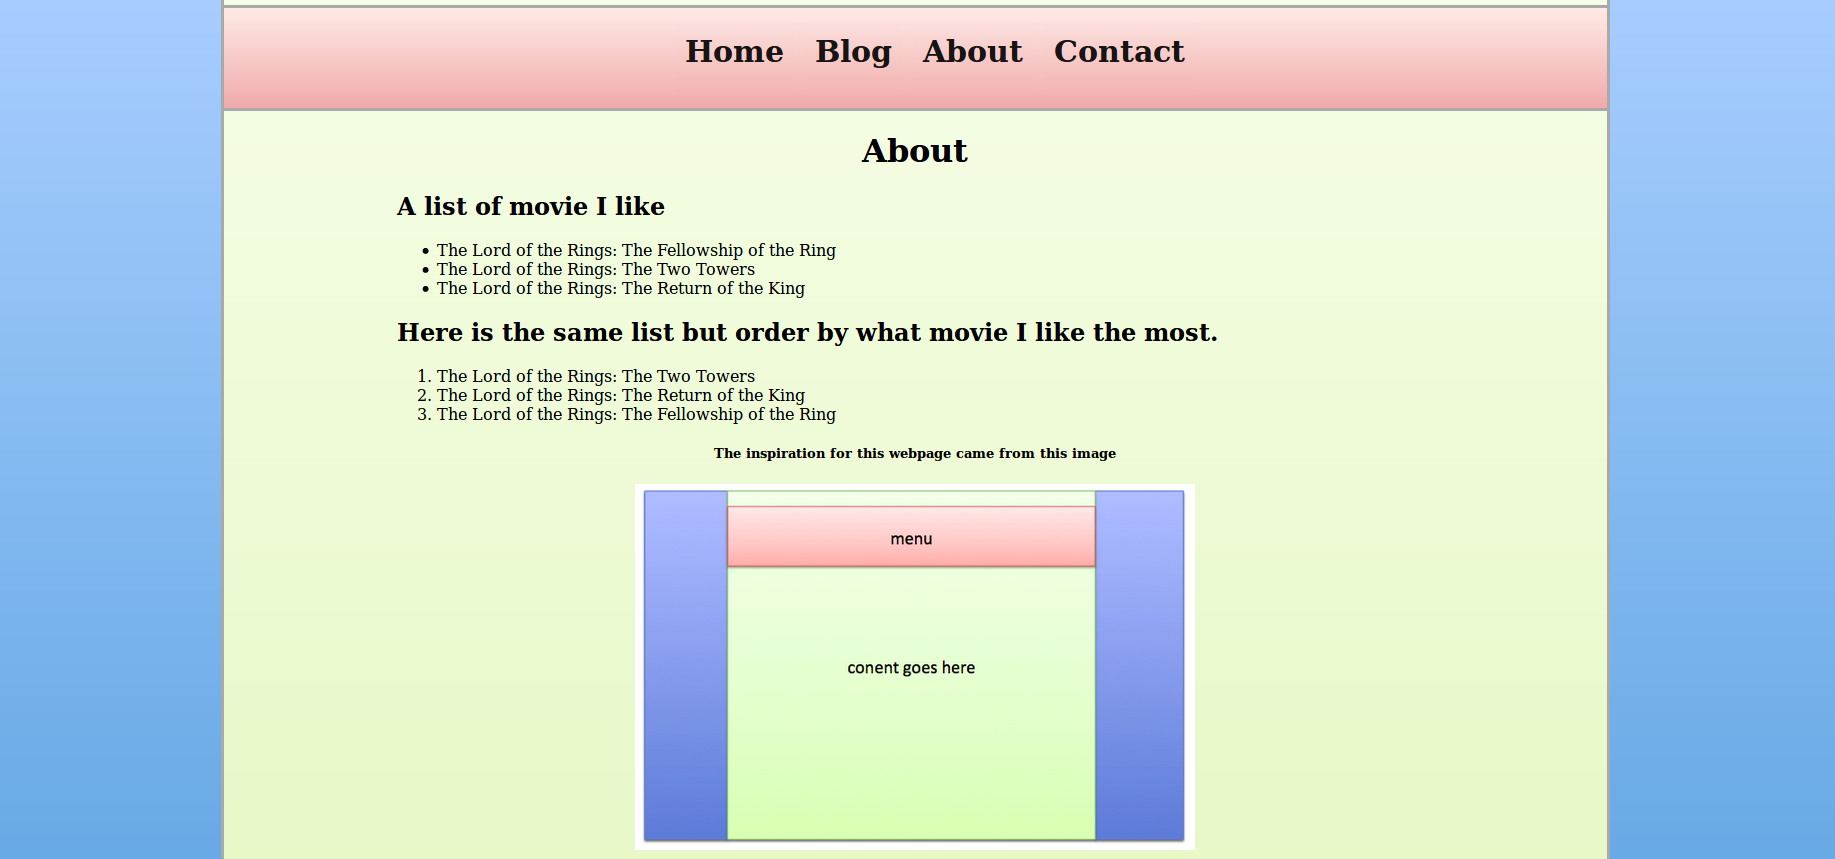 Home Blog About Contact
About
A list of movie I like
• The Lord of the Rings: The Fellowship of the Ring
• The Lord of the Rings: The Two Towers
• The Lord of the Rings: The Return of the King
Here is the same list but order by what movie I like the most.
1. The Lord of the Rings: The Two Towers
2. The Lord of the Rings: The Return of the King
3. The Lord of the Rings: The Fellowship of the Ring
The inspiration for this webpage came from this image
menu
conent goes here